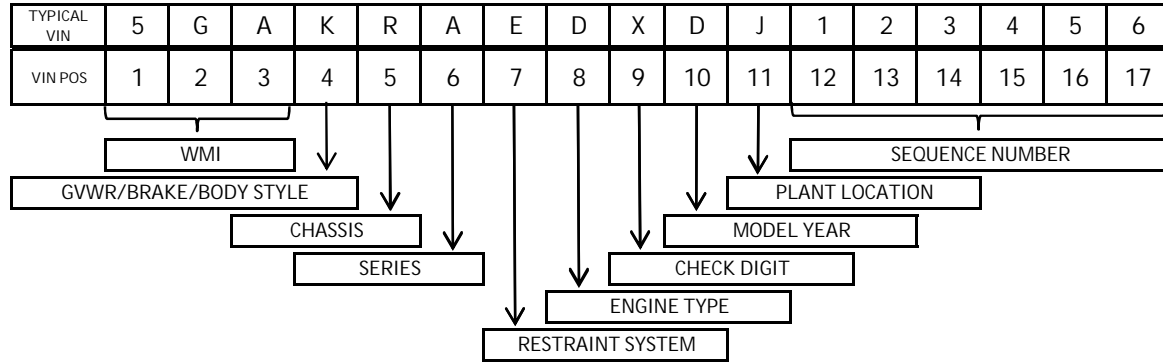 TYPICAL VIN 5 G A K R A E D X D J 1 2 3 4 5 6
VIN POS 1 2 3 4 5 6 7 8 9 10 11 12 13 14 15 16 17
WMI SEQUENCE NUMBER
GVWR/BRAKE/BODY STYLE PLANT LOCATION
CHASSIS MODEL YEAR
SERIES CHECK DIGIT
ENGINE TYPE
RESTRAINT SYSTEM